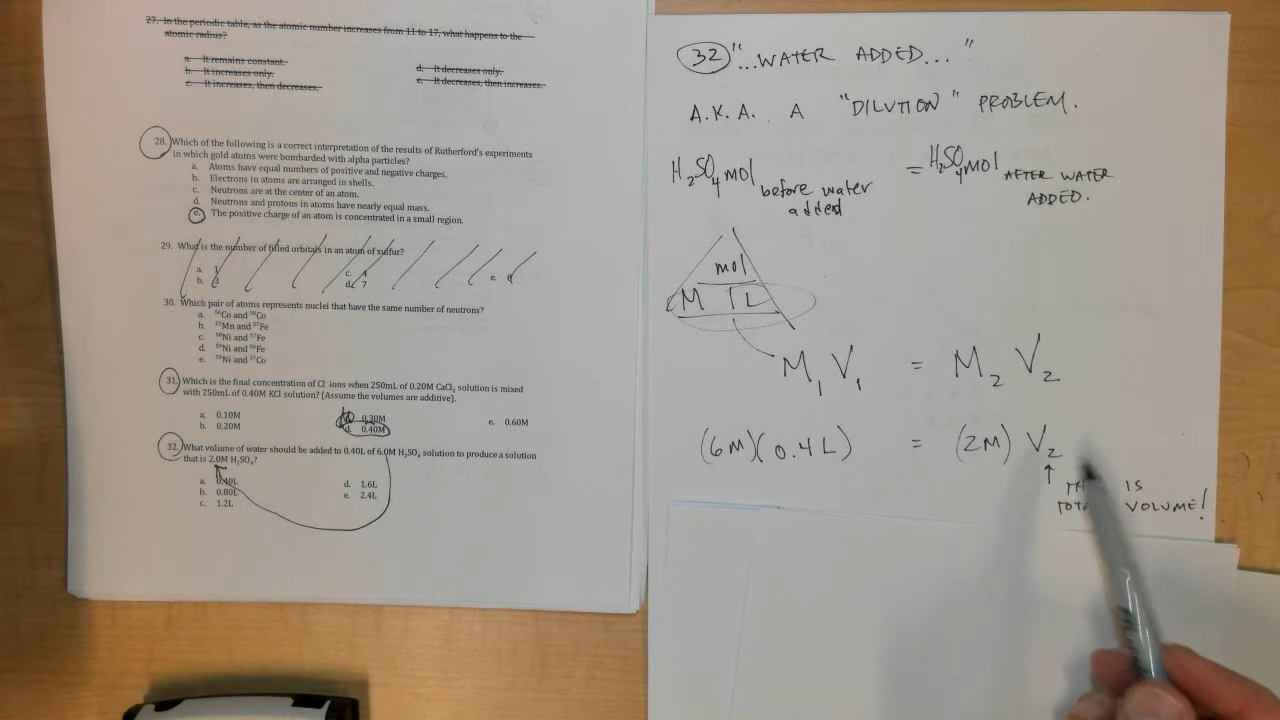 27. In the periodic table, as the atomic number increases from 11 to 17, what happens to the
atomic radius?
a. It remains constant.
b. It increases only.
c. It increases, then decreases.
d. It decreases only.
e. It decreases, then increases.
28. Which of the following is a correct interpretation of the results of Rutherford's experiments
in which gold atoms were bombarded with alpha particles?
a. Atoms have equal numbers of positive and negative charges.
b. Electrons in atoms are arranged in shells.
c. Neutrons are at the center of an atom.
d. Neutrons and protons in atoms have nearly equal mass.
e. The positive charge of an atom is concentrated in a small region.
29. What is the number of filled orbitals in an atom of sulfur?
a. 1
b. 3
c. 4
d. 7
e. 8
30. Which pair of atoms represents nuclei that have the same number of neutrons?
a. Co and Co
b. Mn and Fe
c. Ni and Fe
d. Ni and Fe
e. Ni and Co
31. Which is the final concentration of Cl⁻ ions when 250mL of 0.20M CaCl₂ solution is mixed
with 250mL of 0.40M KCl solution? (Assume the volumes are additive).
a. 0.10M
b. 0.20M
0.30M
d. 0.40M
e. 0.60M
32. What volume of water should be added to 0.40L of 6.0M H₂SO₄ solution to produce a solution
that is 2.0M H₂SO₄?
a. 0.40L
b. 0.80L
c. 1.2L
d. 1.6L
e. 2.4L
32 "...WATER ADDED..."
A.K.A. A "DILUTION" PROBLEM.
H₂SO₄ mol before water added = H₂SO₄ mol AFTER WATER ADDED.
mol
M L
M₁V₁ = M₂V₂
(6M)(0.4L) = (2M) V₂
↑
IS
VOLUME!